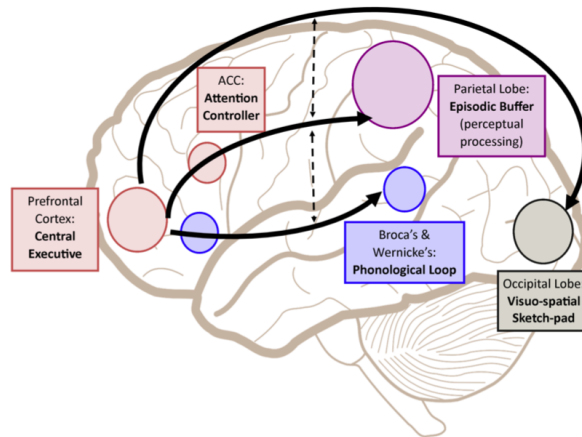 ACC:
Attention
Controller
Parietal Lobe:
Episodic Buffer
(perceptual
processing)
Prefrontal
Cortex:
Central
Executive
Broca's &
Wernicke's:
Phonological Loop
Occipital Lobe
Visuo-spatial
Sketch-pad